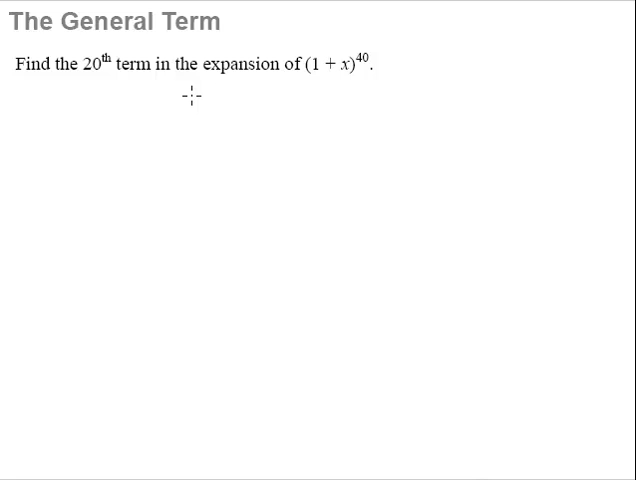 The General Term
Find the 20th term in the expansion of (1 + x)^40.